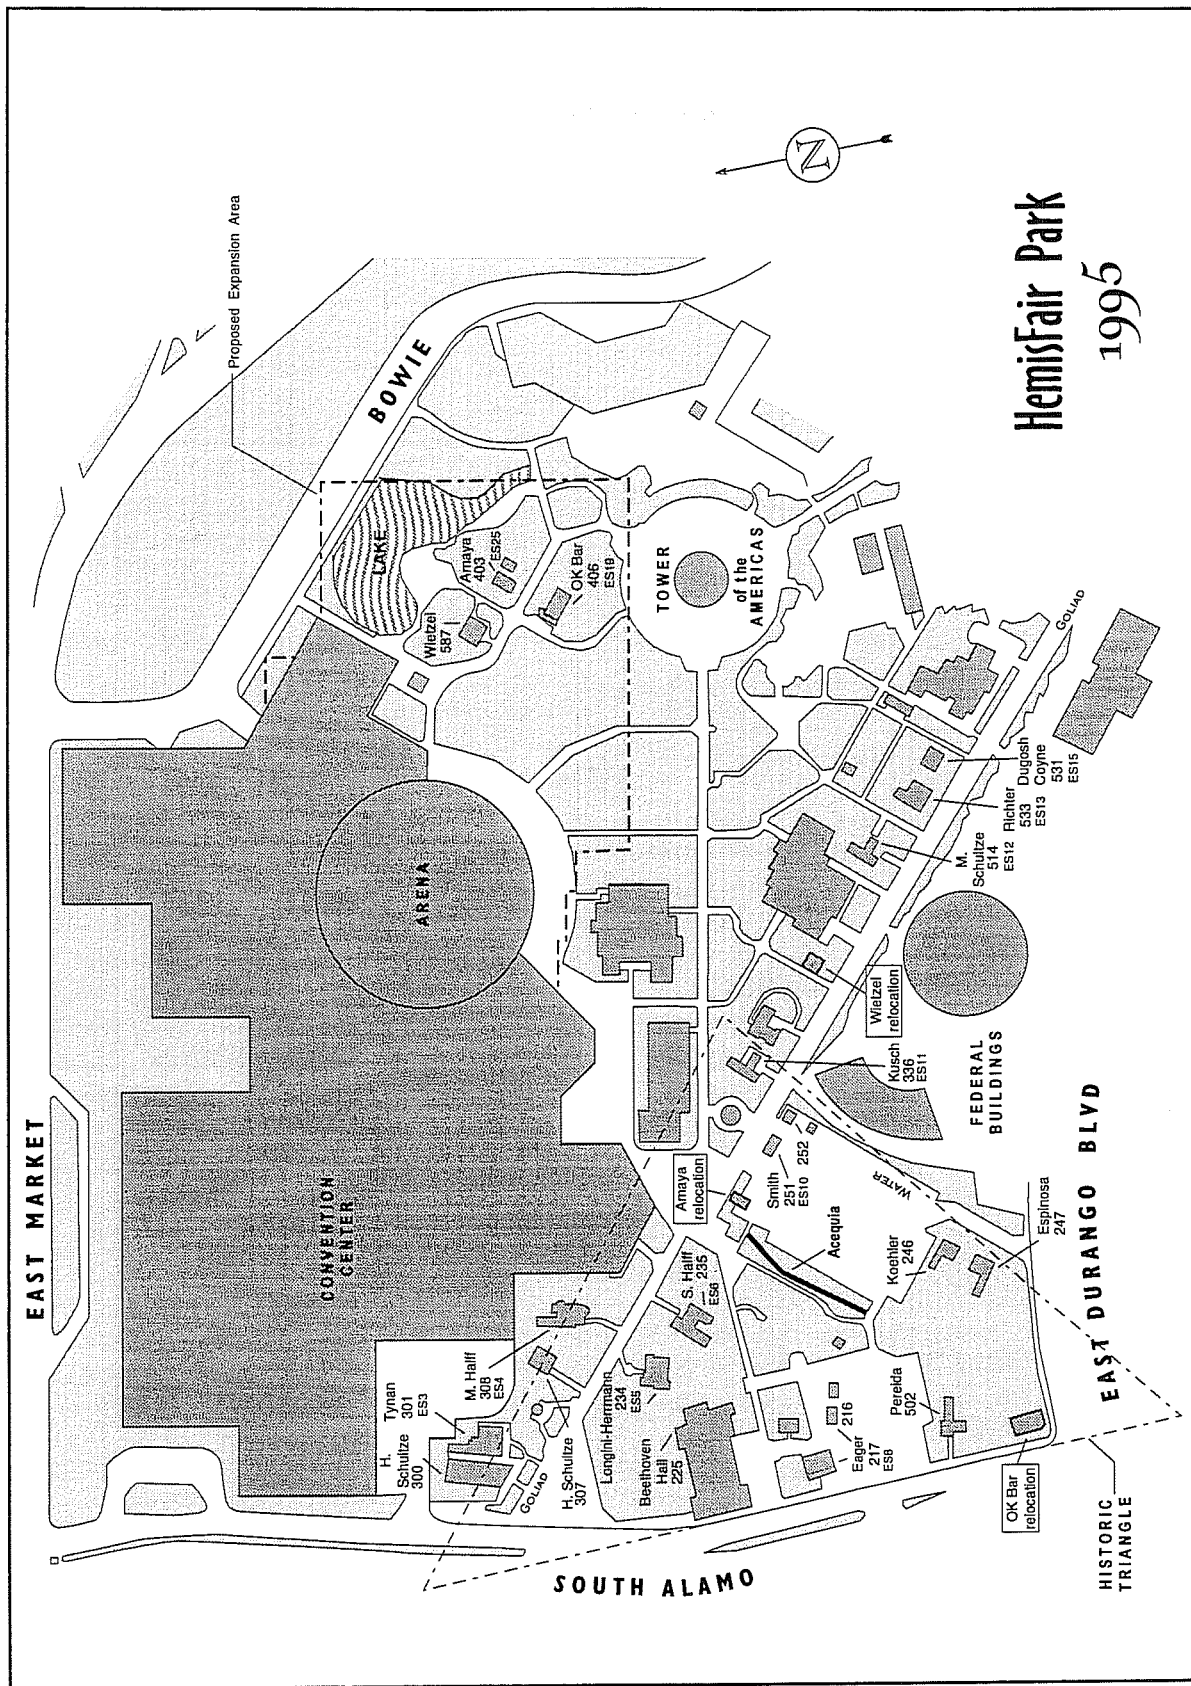 EAST MARKET
Proposed Expansion Area
BOWIE
LAKE
Amaya
403
ES25
Wietzel
587
OK Bar
406
ES19
TOWER
of the
AMERICAS
ARENA
CONVENTION
CENTER
N
HemisFair Park
1995
Tynan
301
ES3
H.
Schultze
300
M. Halff
308
ES4
H. Schultze
307
GOLIAD
Longini-Herrmann
234
ES5
S. Halff
235
ES6
Beethoven
Hall
225
Amaya
relocation
Smith
251
ES10
252
Acequia
216
Eager
217
ES8
Pereida
502
Koehler
246
Espinosa
247
WATER
Kusch
336
ES11
Wietzel
relocation
FEDERAL
BUILDINGS
M.
Schultze
514
ES12
Richter
533
ES13
Dugosh
Coyne
531
ES15
GOLIAD
SOUTH ALAMO
OK Bar
relocation
EAST DURANGO BLVD
HISTORIC
TRIANGLE